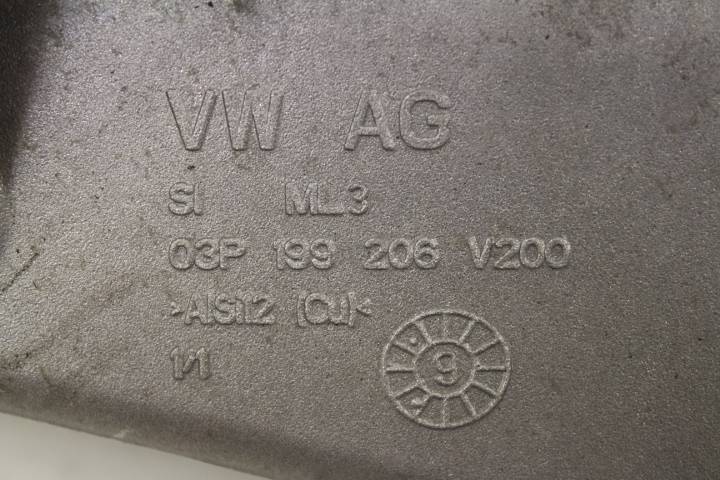 VW AG
SI ML3
03P 199 206 V200
>AlSi12 (Cu)<
1/1
9